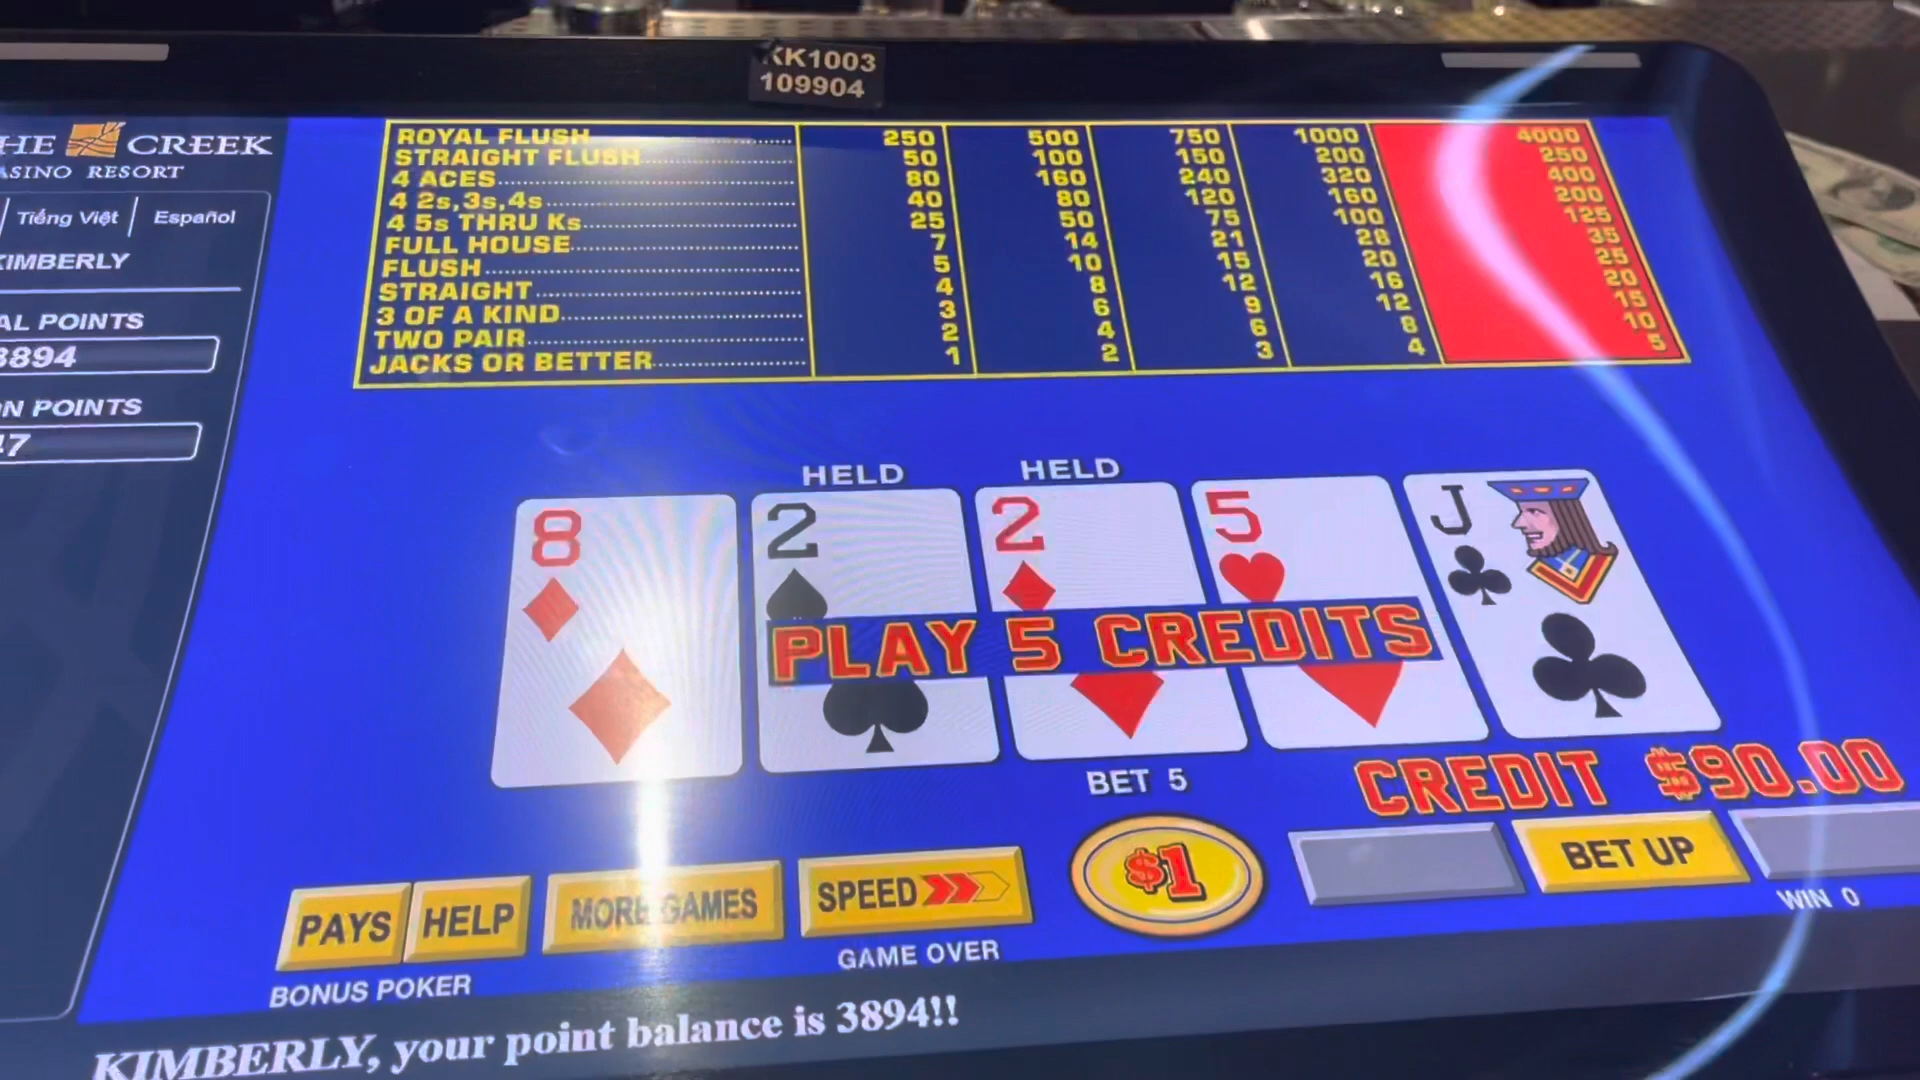 KK1003
109904
HE CREEK
ASINO RESORT
Tiếng Việt Español
KIMBERLY
AL POINTS
3894
N POINTS
47
ROYAL FLUSH 250 500 750 1000 4000
STRAIGHT FLUSH 50 100 150 200 250
4 ACES 80 160 240 320 400
4 2s,3s,4s 40 80 120 160 200
4 5s THRU Ks 25 50 75 100 125
FULL HOUSE 7 14 21 28 35
FLUSH 5 10 15 20 25
STRAIGHT 4 8 12 16 20
3 OF A KIND 3 6 9 12 15
TWO PAIR 2 4 6 8 10
JACKS OR BETTER 1 2 3 4 5
HELD HELD
8 2 2 5 J
PLAY 5 CREDITS
BET 5
CREDIT $90.00
PAYS HELP MORE GAMES SPEED $1 BET UP
WIN 0
GAME OVER
BONUS POKER
KIMBERLY, your point balance is 3894!!